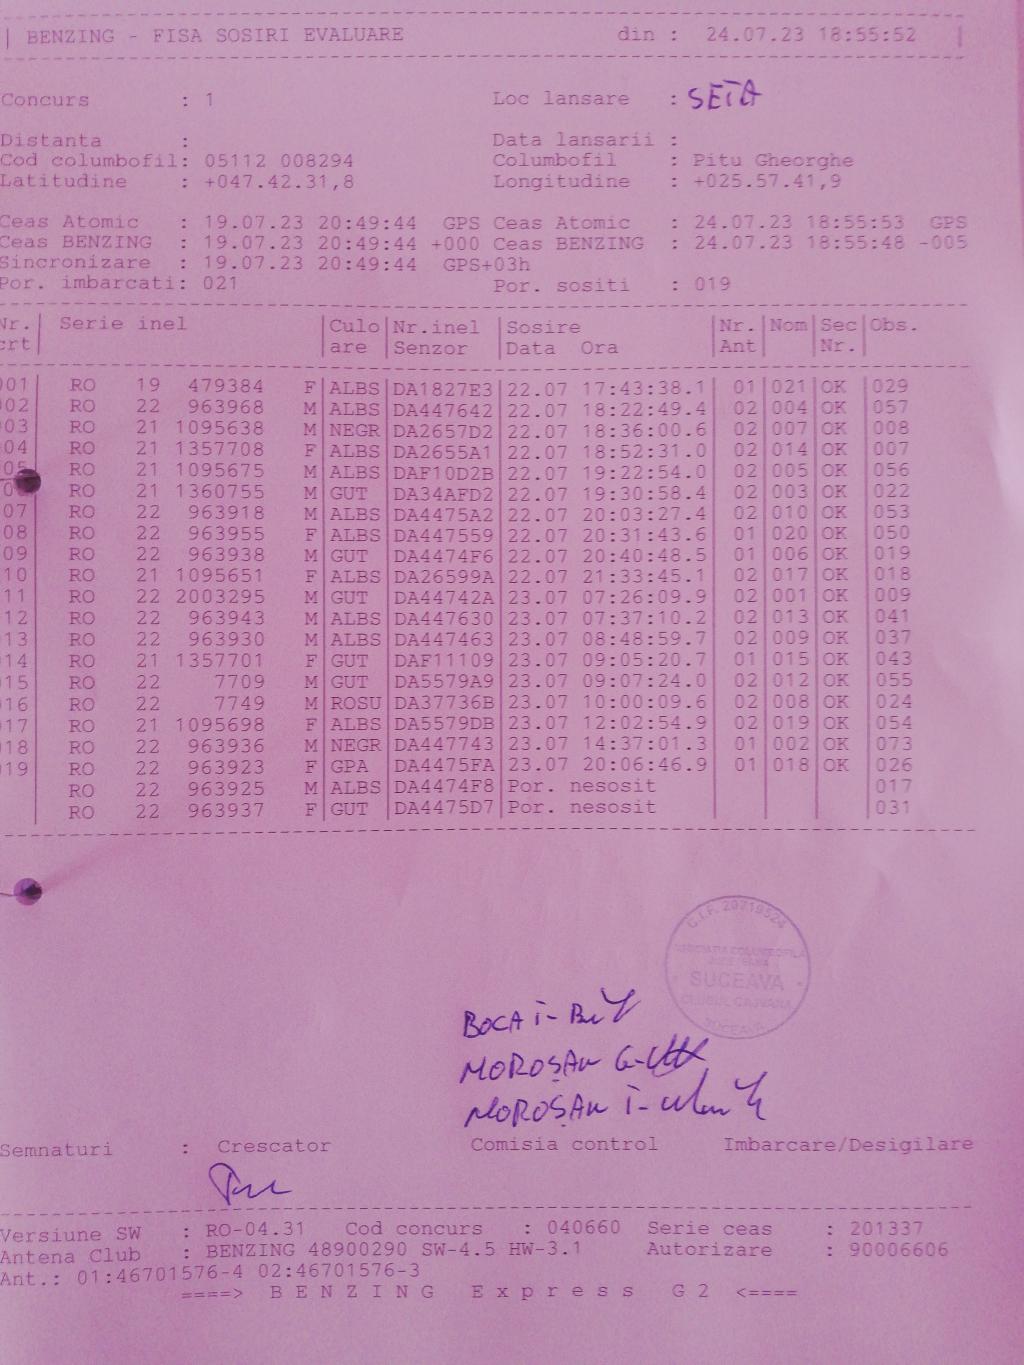 BENZING - FISA SOSIRI EVALUARE din : 24.07.23 18:55:52
Concurs : 1 Loc lansare : SETA
Distanta : Data lansarii :
Cod columbofil: 05112 008294 Columbofil : Pitu Gheorghe
Latitudine : +047.42.31,8 Longitudine : +025.57.41,9
Ceas Atomic : 19.07.23 20:49:44 GPS Ceas Atomic : 24.07.23 18:55:53 GPS
Ceas BENZING : 19.07.23 20:49:44 +000 Ceas BENZING : 24.07.23 18:55:48 -005
Sincronizare : 19.07.23 20:49:44 GPS+03h
Por. imbarcati: 021 Por. sositi : 019
Nr. Serie inel Culo Nr.inel Sosire Nr. Nom Sec Obs.
crt are Senzor Data Ora Ant Nr.
001 RO 19 479384 F ALBS DA1827E3 22.07 17:43:38.1 01 021 OK 029
002 RO 22 963968 M ALBS DA447642 22.07 18:22:49.4 02 004 OK 057
03 RO 21 1095638 M NEGR DA2657D2 22.07 18:36:00.6 02 007 OK 008
04 RO 21 1357708 F ALBS DA2655A1 22.07 18:52:31.0 02 014 OK 007
05 RO 21 1095675 M ALBS DAF10D2B 22.07 19:22:54.0 02 005 OK 056
RO 21 1360755 M GUT DA34AFD2 22.07 19:30:58.4 02 003 OK 022
07 RO 22 963918 M ALBS DA4475A2 22.07 20:03:27.4 02 010 OK 053
08 RO 22 963955 F ALBS DA447559 22.07 20:31:43.6 01 020 OK 050
09 RO 22 963938 M GUT DA4474F6 22.07 20:40:48.5 01 006 OK 019
10 RO 21 1095651 F ALBS DA26599A 22.07 21:33:45.1 02 017 OK 018
11 RO 22 2003295 M GUT DA44742A 23.07 07:26:09.9 02 001 OK 009
12 RO 22 963943 M ALBS DA447630 23.07 07:37:10.2 02 013 OK 041
13 RO 22 963930 M ALBS DA447463 23.07 08:48:59.7 02 009 OK 037
014 RO 21 1357701 F GUT DAF11109 23.07 09:05:20.7 01 015 OK 043
015 RO 22 7709 M GUT DA5579A9 23.07 09:07:24.0 02 012 OK 055
016 RO 22 7749 M ROSU DA37736B 23.07 10:00:09.6 02 008 OK 024
017 RO 21 1095698 F ALBS DA5579DB 23.07 12:02:54.9 02 019 OK 054
018 RO 22 963936 M NEGR DA447743 23.07 14:37:01.3 01 002 OK 073
019 RO 22 963923 F GPA DA4475FA 23.07 20:06:46.9 01 018 OK 026
RO 22 963925 M ALBS DA4474F8 Por. nesosit 017
RO 22 963937 F GUT DA4475D7 Por. nesosit 031
C.I.F. 20719524
SUCEAVA
SUCEAVA
BOCA I-
MOROȘAN G-
MOROȘAN I-
Semnaturi : Crescator Comisia control Imbarcare/Desigilare
Versiune SW : RO-04.31 Cod concurs : 040660 Serie ceas : 201337
Antena Club : BENZING 48900290 SW-4.5 HW-3.1 Autorizare : 90006606
Ant.: 01:46701576-4 02:46701576-3
====> B E N Z I N G E x p r e s s G 2 <====